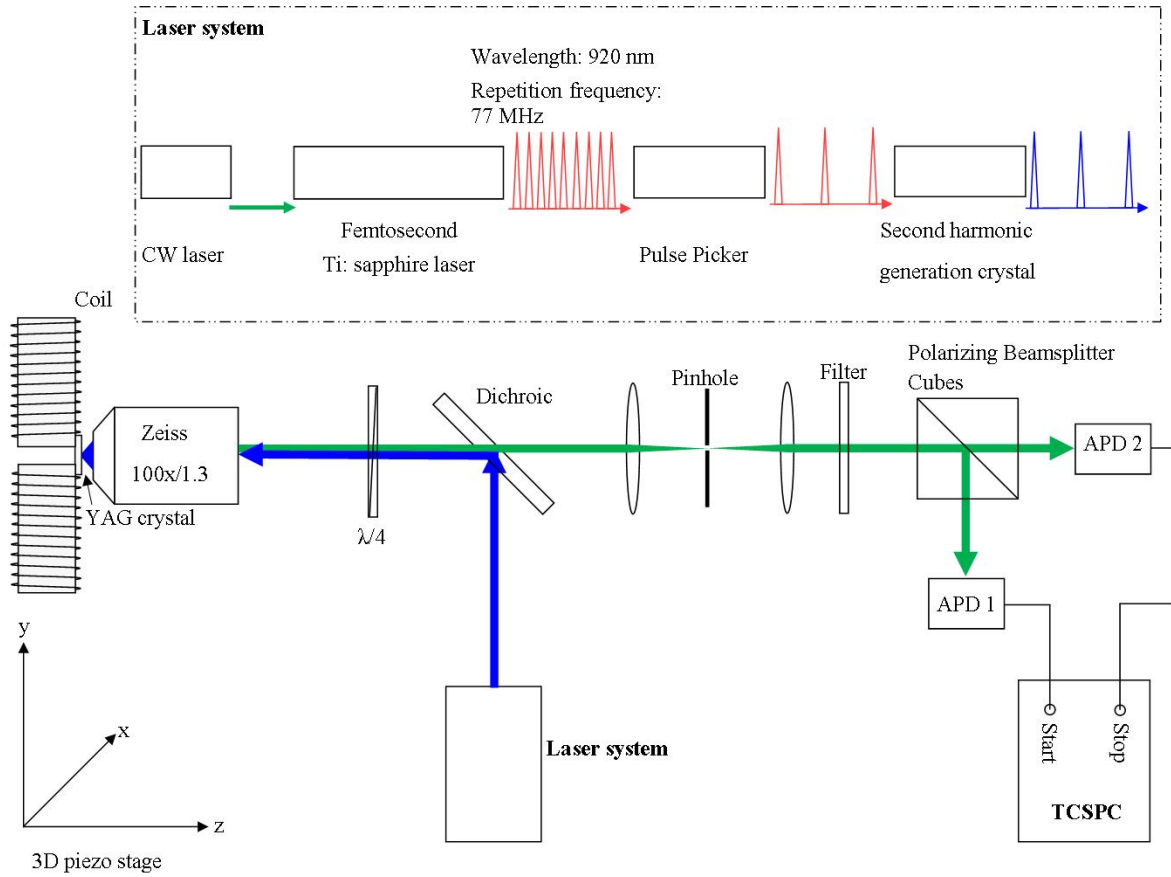 Laser system
Wavelength: 920 nm
Repetition frequency:
77 MHz
CW laser
Femtosecond
Ti: sapphire laser
Pulse Picker
Second harmonic
generation crystal
Coil
Zeiss
100x/1.3
YAG crystal
λ/4
Dichroic
Pinhole
Filter
Polarizing Beamsplitter
Cubes
APD 2
APD 1
Laser system
Start
Stop
TCSPC
y
x
z
3D piezo stage